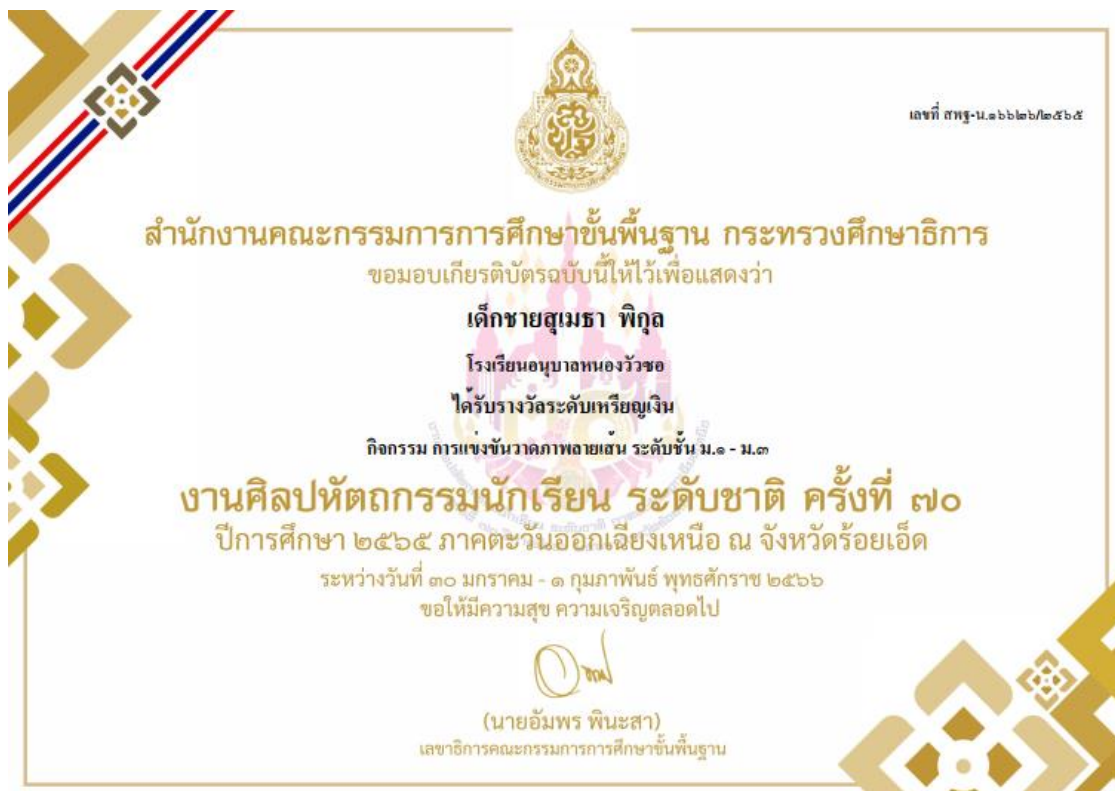 เลขที่ สพฐ-น.๑๖๖๒๖/๒๕๖๕
สำนักงานคณะกรรมการการศึกษาขั้นพื้นฐาน กระทรวงศึกษาธิการ
ขอมอบเกียรติบัตรฉบับนี้ให้ไว้เพื่อแสดงว่า
เด็กชายสุเมธา พิกุล
โรงเรียนอนุบาลหนองวัวซอ
ได้รับรางวัลระดับเหรียญเงิน
กิจกรรม การแข่งขันวาดภาพลายเส้น ระดับชั้น ม.๑ - ม.๓
งานศิลปหัตถกรรมนักเรียน ระดับชาติ ครั้งที่ ๗๐
ปีการศึกษา ๒๕๖๕ ภาคตะวันออกเฉียงเหนือ ณ จังหวัดร้อยเอ็ด
ระหว่างวันที่ ๓๐ มกราคม - ๑ กุมภาพันธ์ พุทธศักราช ๒๕๖๖
ขอให้มีความสุข ความเจริญตลอดไป
(นายอัมพร พินะสา)
เลขาธิการคณะกรรมการการศึกษาขั้นพื้นฐาน